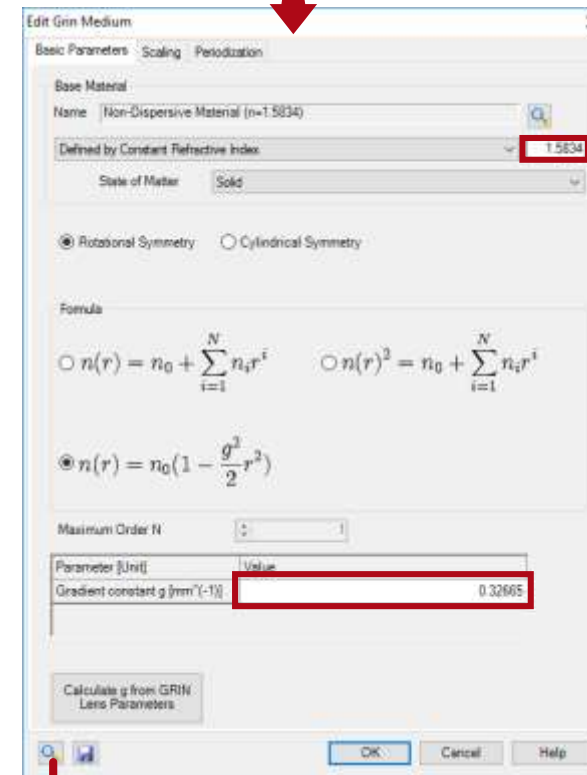 Edit Grin Medium
Basic Parameters Scaling Periodization
Base Material
Name Non-Dispersive Material (n=1.5834)
Defined by Constant Refractive Index 1.5834
State of Matter Solid
Rotational Symmetry Cylindrical Symmetry
Formula
n(r) = n₀ + ∑_{i=1}^{N} nᵢrⁱ n(r)² = n₀ + ∑_{i=1}^{N} nᵢrⁱ
n(r) = n₀(1 − g²/2 r²)
Maximum Order N 1
Parameter [Unit] Value
Gradient constant g [mm^(-1)] 0.32665
Calculate g from GRIN
Lens Parameters
OK Cancel Help